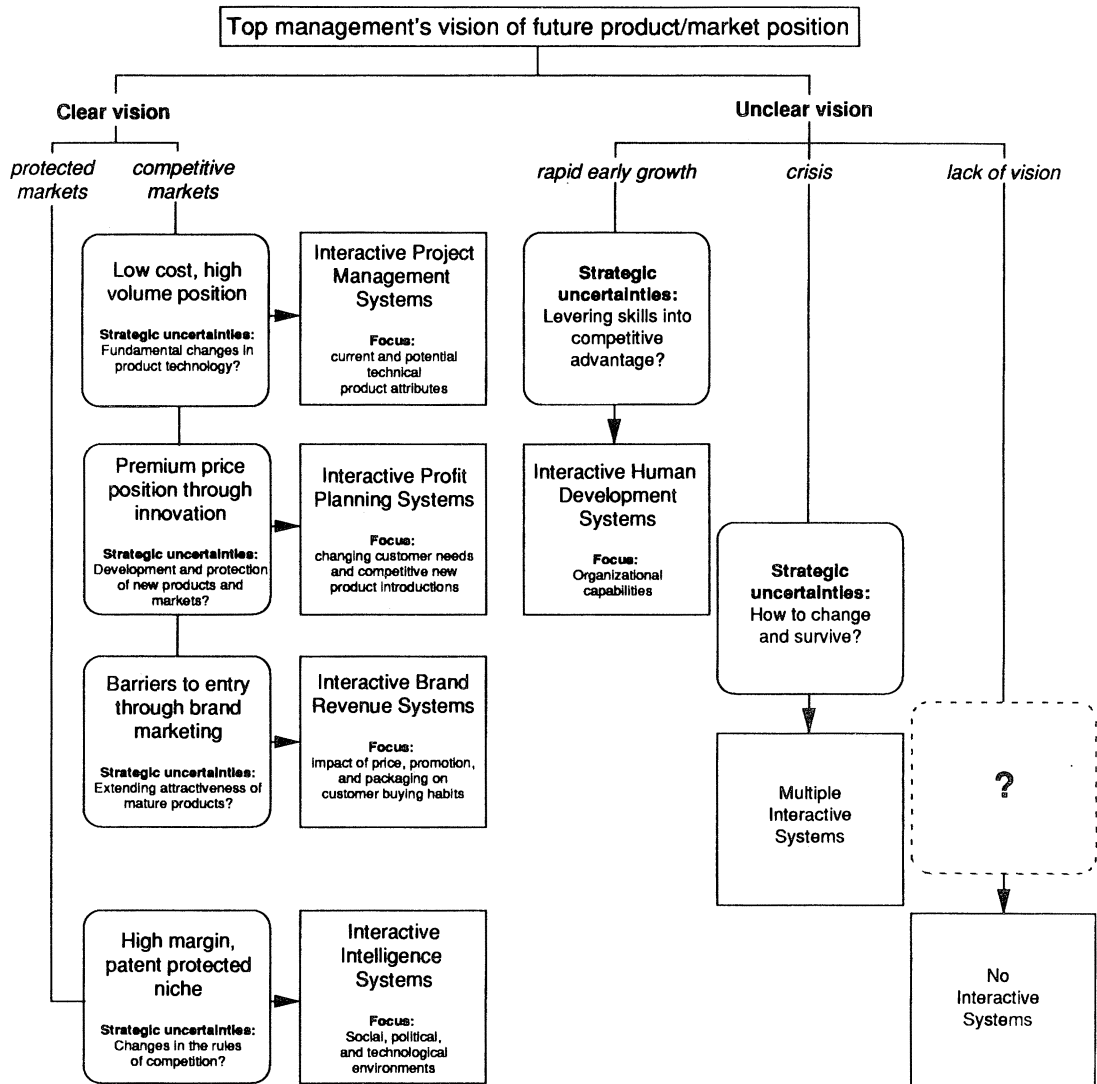 Top management's vision of future product/market position
Clear vision
Unclear vision
protected
markets
competitive
markets
rapid early growth
crisis
lack of vision
Low cost, high
volume position
Strategic uncertainties:
Fundamental changes in
product technology?
Interactive Project
Management
Systems
Focus:
current and potential
technical
product attributes
Strategic
uncertainties:
Levering skills into
competitive
advantage?
Premium price
position through
innovation
Strategic uncertainties:
Development and protection
of new products and
markets?
Interactive Profit
Planning Systems
Focus:
changing customer needs
and competitive new
product introductions
Interactive Human
Development
Systems
Focus:
Organizational
capabilities
Strategic
uncertainties:
How to change
and survive?
Barriers to entry
through brand
marketing
Strategic uncertainties:
Extending attractiveness of
mature products?
Interactive Brand
Revenue Systems
Focus:
impact of price, promotion,
and packaging on
customer buying habits
Multiple
Interactive
Systems
?
High margin,
patent protected
niche
Strategic uncertainties:
Changes in the rules
of competition?
Interactive
Intelligence
Systems
Focus:
Social, political,
and technological
environments
No
Interactive
Systems